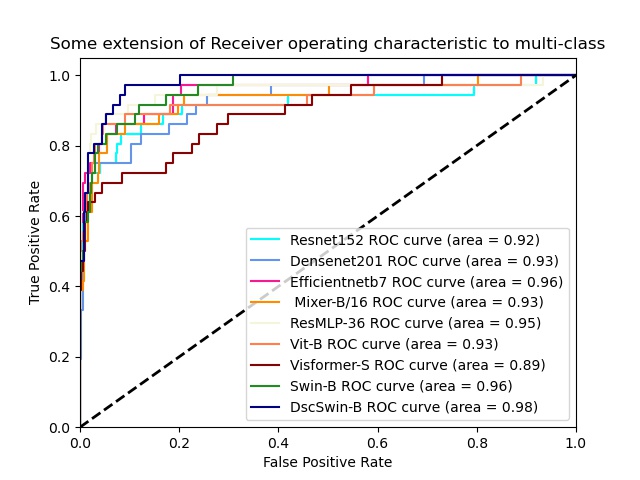 Some extension of Receiver operating characteristic to multi-class
1.0
0.8
0.6
0.4
0.2
0.0
True Positive Rate
Resnet152 ROC curve (area = 0.92)
Densenet201 ROC curve (area = 0.93)
Efficientnetb7 ROC curve (area = 0.96)
Mixer-B/16 ROC curve (area = 0.93)
ResMLP-36 ROC curve (area = 0.95)
Vit-B ROC curve (area = 0.93)
Visformer-S ROC curve (area = 0.89)
Swin-B ROC curve (area = 0.96)
DscSwin-B ROC curve (area = 0.98)
0.0 0.2 0.4 0.6 0.8 1.0
False Positive Rate